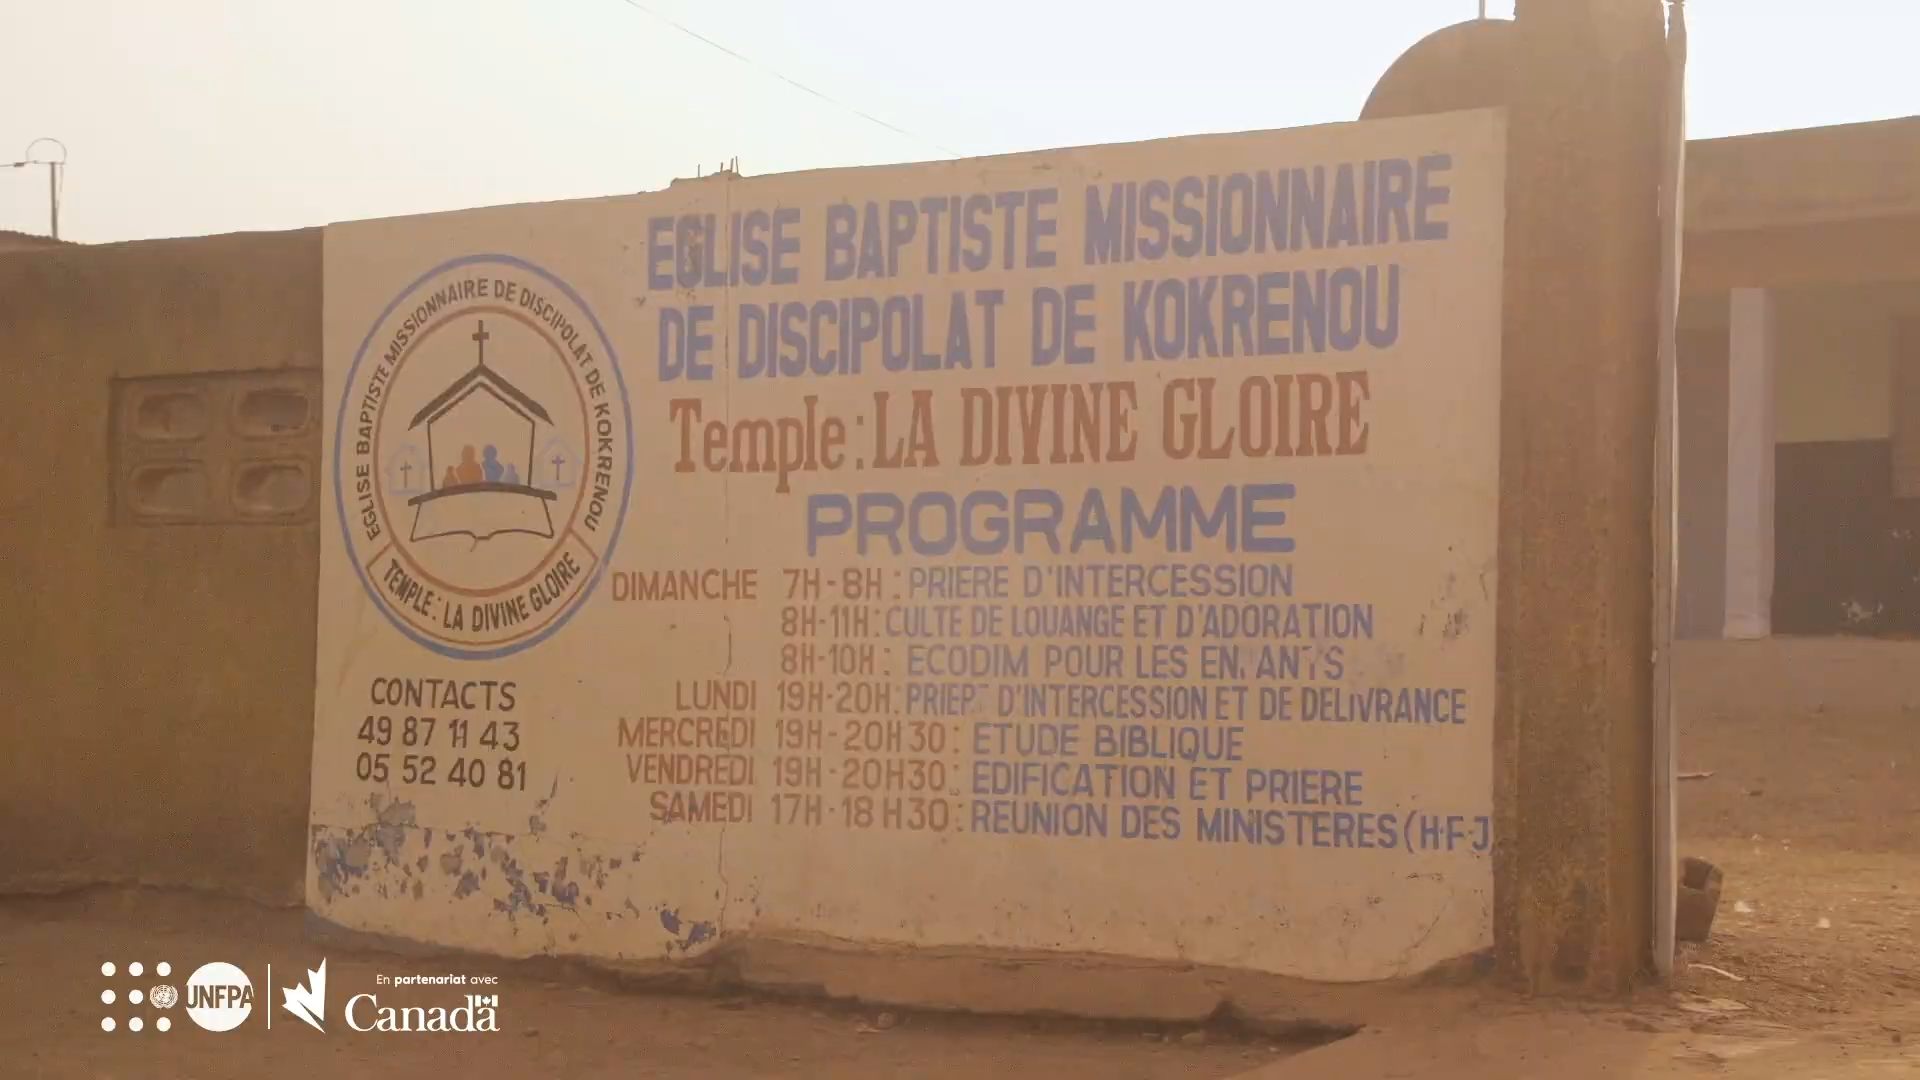 EGLISE BAPTISTE MISSIONNAIRE
DE DISCIPOLAT DE KOKRENOU
Temple : LA DIVINE GLOIRE
PROGRAMME
DIMANCHE 7H-8H : PRIERE D'INTERCESSION
8H-11H : CULTE DE LOUANGE ET D'ADORATION
8H-10H : ECODIM POUR LES ENFANTS
LUNDI 19H-20H : PRIERE D'INTERCESSION ET DE DELIVRANCE
MERCREDI 19H-20H30 : ETUDE BIBLIQUE
VENDREDI 19H-20H30 : EDIFICATION ET PRIERE
SAMEDI 17H-18H30 : REUNION DES MINISTERES (H-F-J
EGLISE BAPTISTE MISSIONNAIRE DE DISCIPOLAT DE KOKRENOU
TEMPLE : LA DIVINE GLOIRE
CONTACTS
49 87 11 43
05 52 40 81
UNFPA
En partenariat avec
Canada